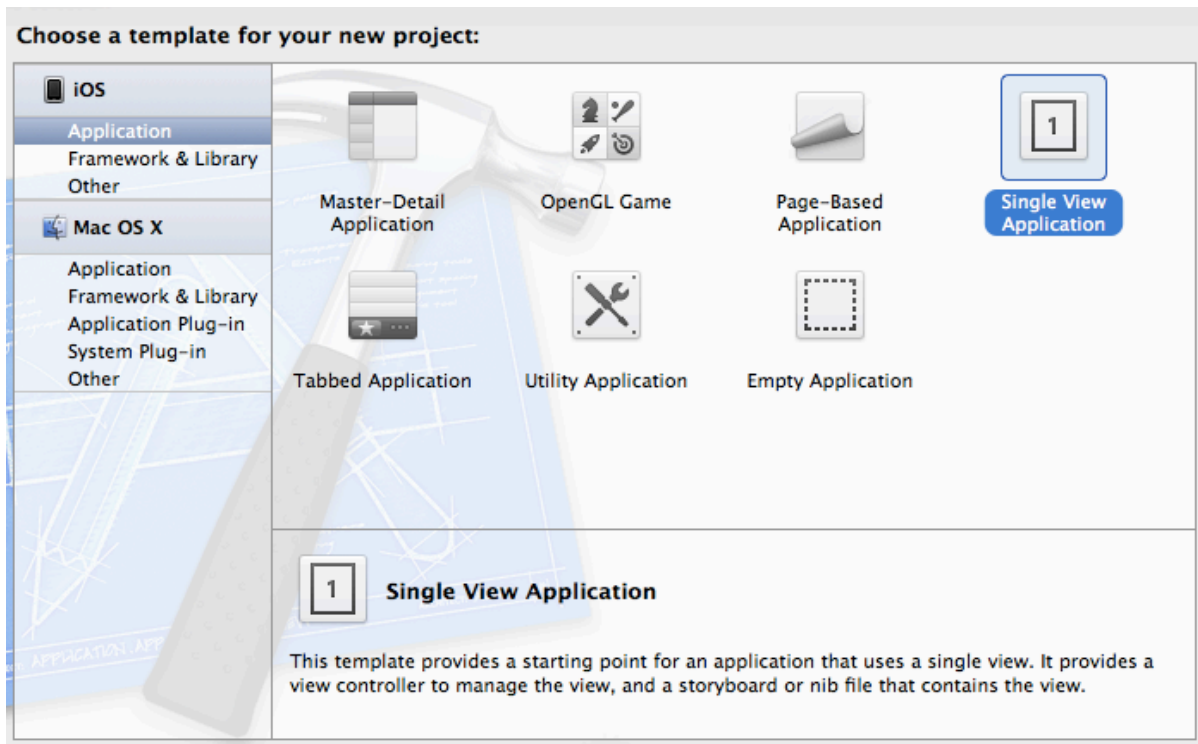 Choose a template for your new project:
iOS
Application
Framework & Library
Other
Mac OS X
Application
Framework & Library
Application Plug-in
System Plug-in
Other
Master-Detail
Application
OpenGL Game
Page-Based
Application
1
Single View
Application
Tabbed Application
Utility Application
Empty Application
1
Single View Application
This template provides a starting point for an application that uses a single view. It provides a
view controller to manage the view, and a storyboard or nib file that contains the view.